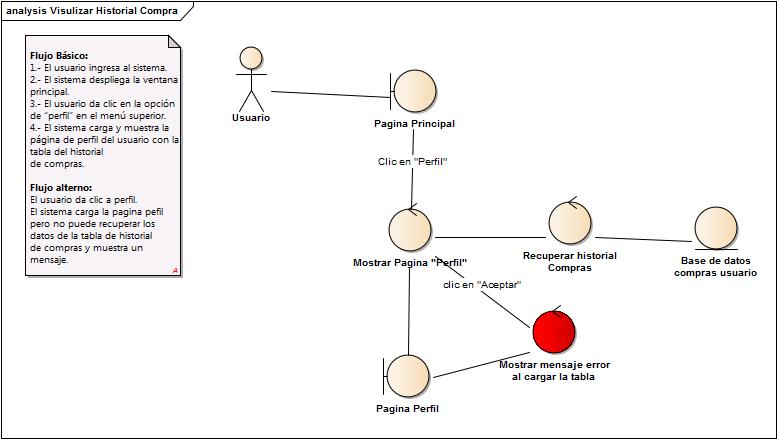 analysis Visulizar Historial Compra
Flujo Básico:
1.- El usuario ingresa al sistema.
2.- El sistema despliega la ventana
principal.
3.- El usuario da clic en la opción
de "perfil" en el menú superior.
4.- El sistema carga y muestra la
página de perfil del usuario con la
tabla del historial
de compras.
Flujo alterno:
El usuario da clic a perfil.
El sistema carga la pagina pefil
pero no puede recuperar los
datos de la tabla de historial
de compras y muestra un
mensaje.
A
Usuario
Pagina Principal
Clic en "Perfil"
Mostrar Pagina "Perfil"
Recuperar historial
Compras
Base de datos
compras usuario
clic en "Aceptar"
Mostrar mensaje error
al cargar la tabla
Pagina Perfil